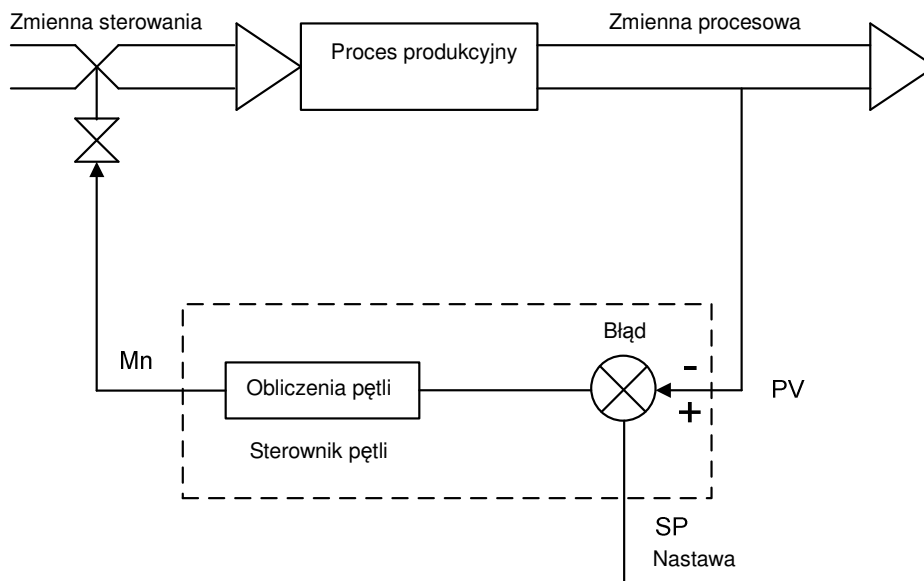 Zmienna sterowania
Zmienna procesowa
Proces produkcyjny
Błąd
Mn
Obliczenia pętli
-
+
PV
Sterownik pętli
SP
Nastawa